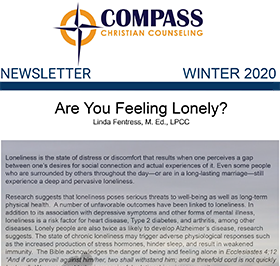 COMPASS
CHRISTIAN COUNSELING
NEWSLETTER WINTER 2020
Are You Feeling Lonely?
Linda Fentress, M. Ed., LPCC
Loneliness is the state of distress or discomfort that results when one perceives a gap
between one's desires for social connection and actual experiences of it. Even some people
who are surrounded by others throughout the day—or are in a long-lasting marriage—still
experience a deep and pervasive loneliness.
Research suggests that loneliness poses serious threats to well-being as well as long-term
physical health. A number of unfavorable outcomes have been linked to loneliness. In
addition to its association with depressive symptoms and other forms of mental illness,
loneliness is a risk factor for heart disease, Type 2 diabetes, and arthritis, among other
diseases. Lonely people are also twice as likely to develop Alzheimer's disease, research
suggests. The state of chronic loneliness may trigger adverse physiological responses such
as the increased production of stress hormones, hinder sleep, and result in weakened
immunity. The Bible acknowledges the danger of being and feeling alone in Ecclesiastes 4:12
"And if one prevail against him, two shall withstand him; and a threefold cord is not quickly